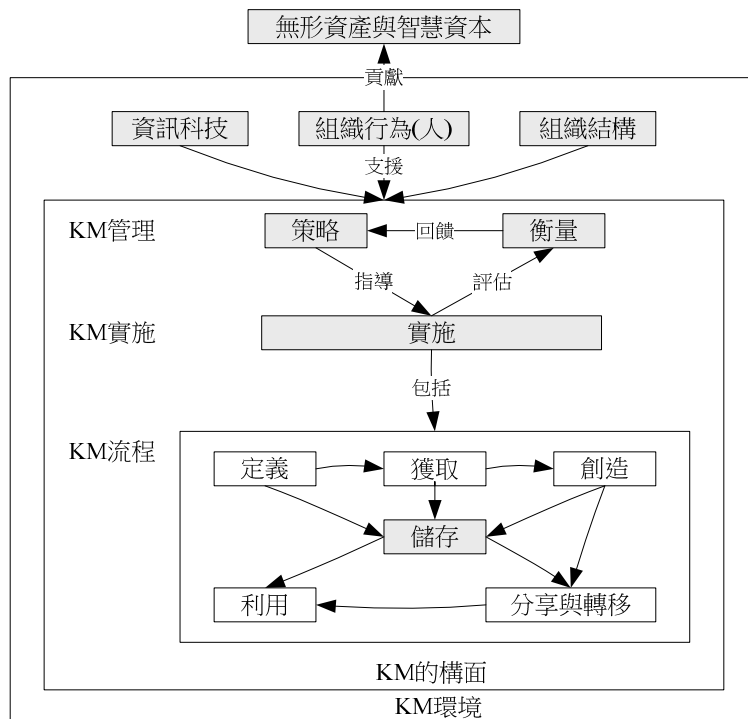 無形資產與智慧資本
貢獻
資訊科技
組織行為(人)
組織結構
支援
KM管理
策略
回饋
衡量
指導
評估
KM實施
實施
包括
KM流程
定義
獲取
創造
儲存
利用
分享與轉移
KM的構面
KM環境